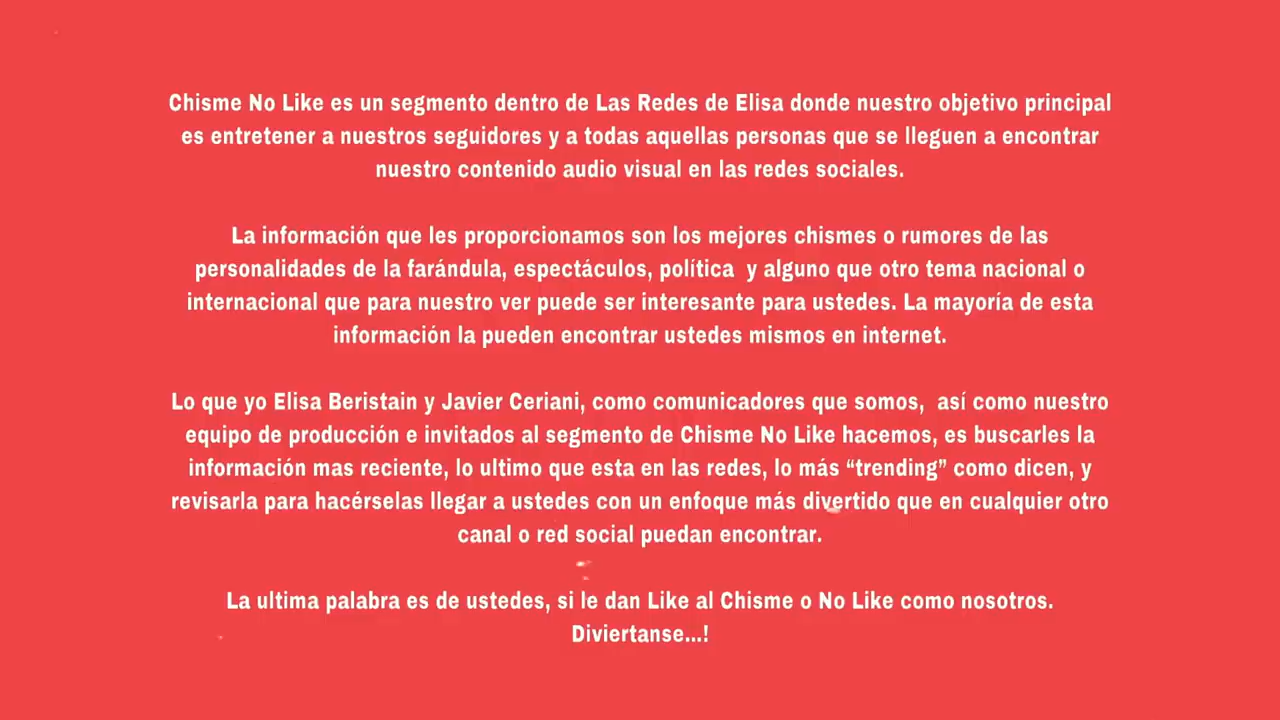 Chisme No Like es un segmento dentro de Las Redes de Elisa donde nuestro objetivo principal
es entretener a nuestros seguidores y a todas aquellas personas que se lleguen a encontrar
nuestro contenido audio visual en las redes sociales.
La información que les proporcionamos son los mejores chismes o rumores de las
personalidades de la farándula, espectáculos, política  y alguno que otro tema nacional o
internacional que para nuestro ver puede ser interesante para ustedes. La mayoría de esta
información la pueden encontrar ustedes mismos en internet.
Lo que yo Elisa Beristain y Javier Ceriani, como comunicadores que somos,  así como nuestro
equipo de producción e invitados al segmento de Chisme No Like hacemos, es buscarles la
información mas reciente, lo ultimo que esta en las redes, lo más “trending” como dicen, y
revisarla para hacérselas llegar a ustedes con un enfoque más divertido que en cualquier otro
canal o red social puedan encontrar.
La ultima palabra es de ustedes, si le dan Like al Chisme o No Like como nosotros.
Diviertanse...!